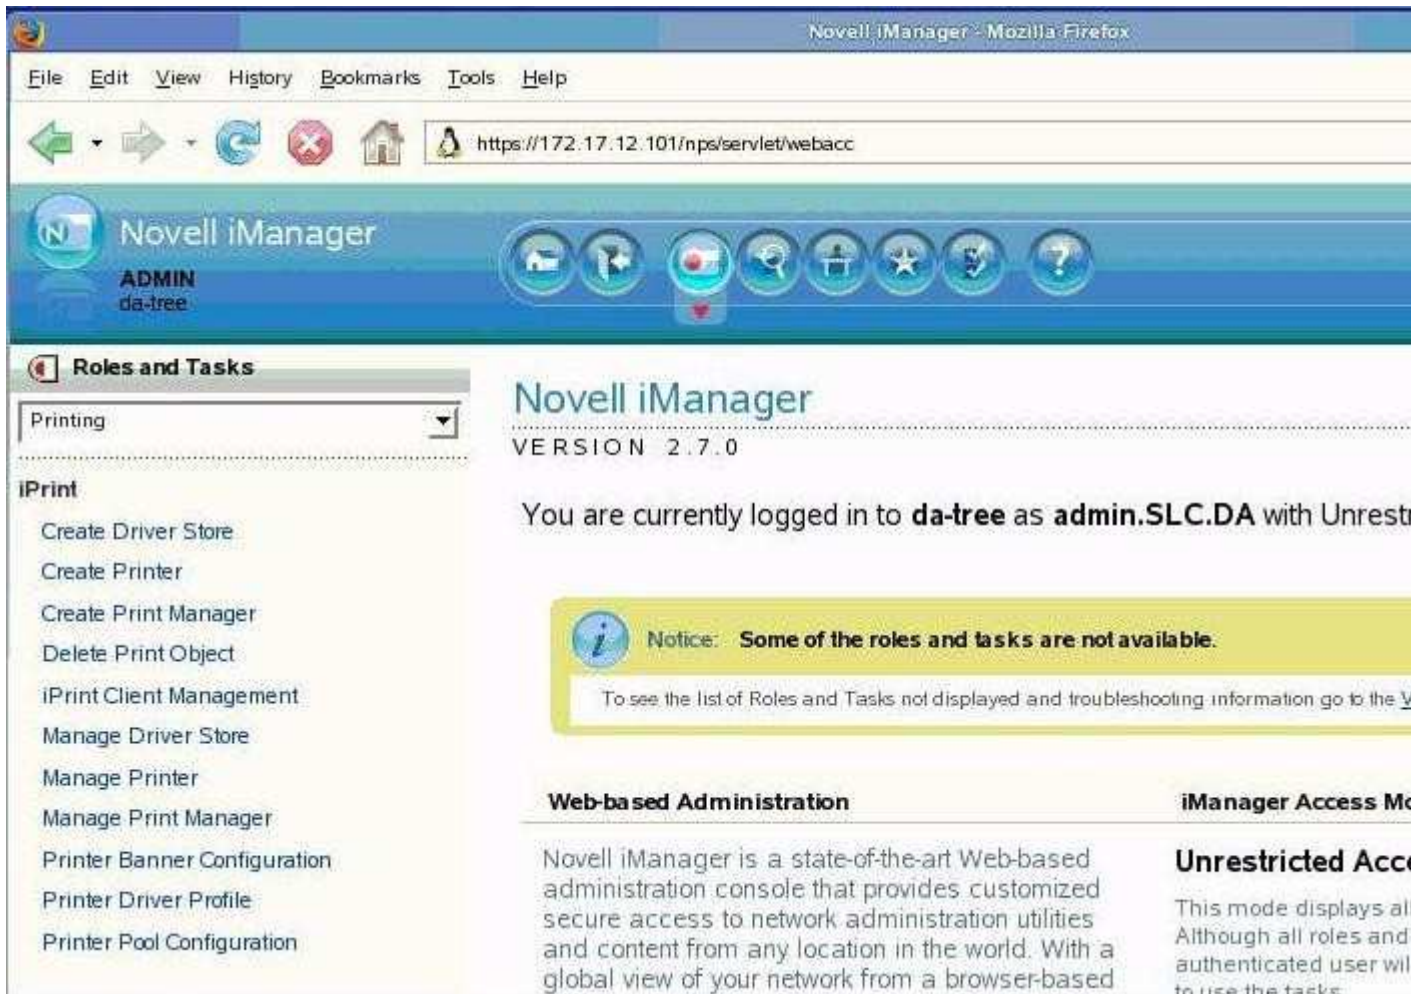 Novell iManager - Mozilla Firefox
File Edit View History Bookmarks Tools Help
https://172.17.12.101/nps/servlet/webacc
N
Novell iManager
ADMIN
da-tree
?
Roles and Tasks
Printing
iPrint
Create Driver Store
Create Printer
Create Print Manager
Delete Print Object
iPrint Client Management
Manage Driver Store
Manage Printer
Manage Print Manager
Printer Banner Configuration
Printer Driver Profile
Printer Pool Configuration
Novell iManager
VERSION 2.7.0
You are currently logged in to da-tree as admin.SLC.DA with Unrestr
i
Notice: Some of the roles and tasks are not available.
To see the list of Roles and Tasks not displayed and troubleshooting information go to the V
Web-based Administration
Novell iManager is a state-of-the-art Web-based
administration console that provides customized
secure access to network administration utilities
and content from any location in the world. With a
global view of your network from a browser-based
iManager Access Mo
Unrestricted Acce
This mode displays all
Although all roles and
authenticated user wil
to use the tasks